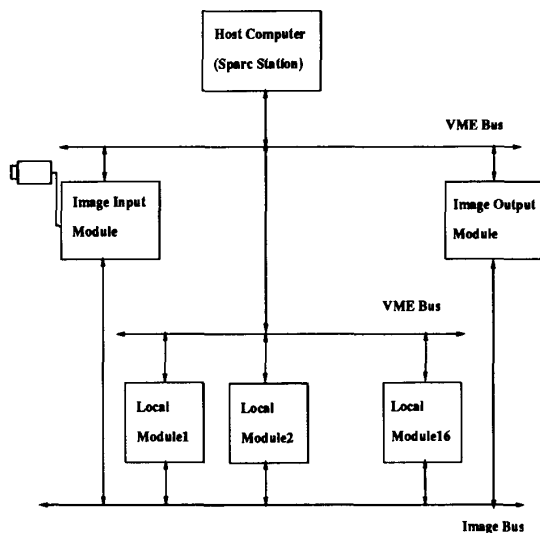 Host Computer
(Sparc Station)
VME Bus
Image Input
Module
Image Output
Module
VME Bus
Local
Module1
Local
Module2
Local
Module16
Image Bus